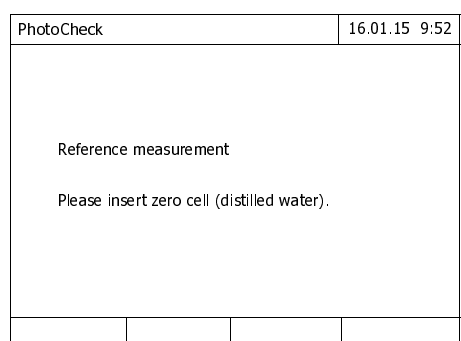 PhotoCheck 16.01.15 9:52
Reference measurement
Please insert zero cell (distilled water).